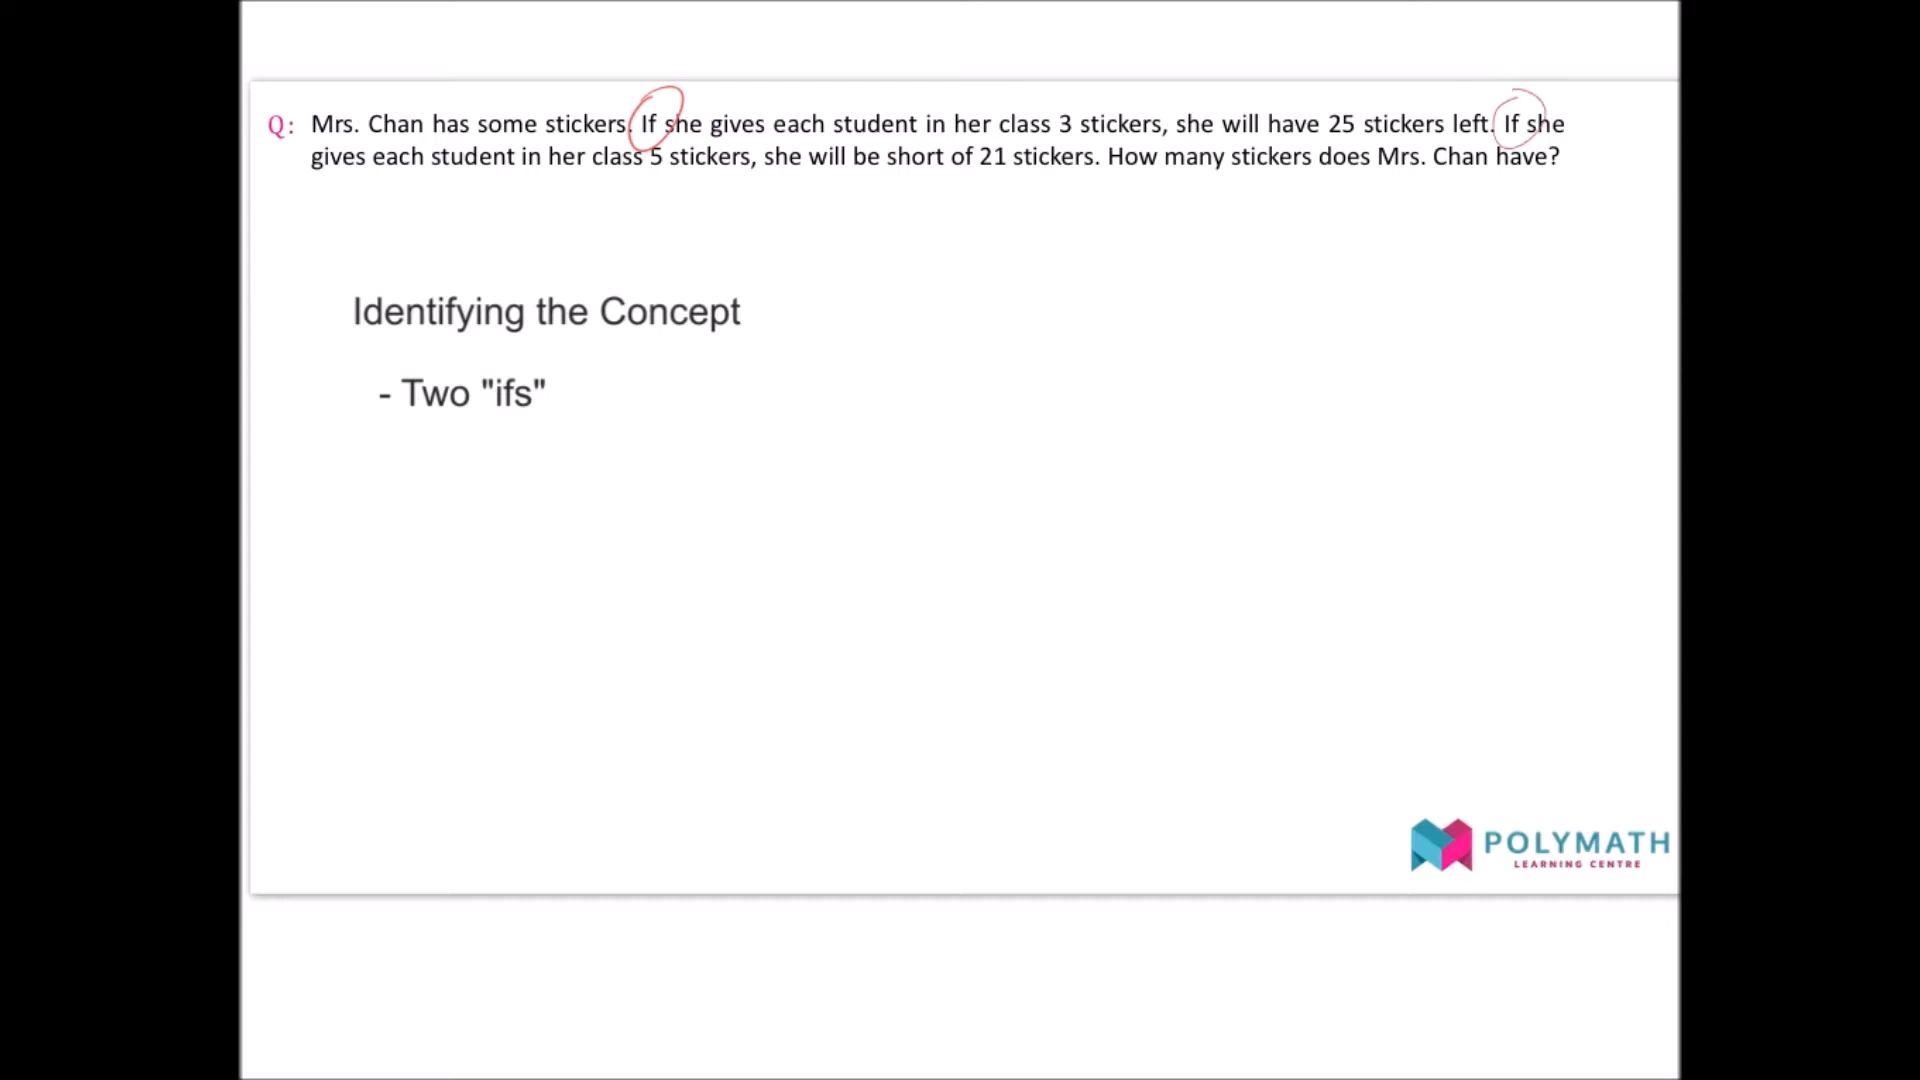 Q: Mrs. Chan has some stickers. If she gives each student in her class 3 stickers, she will have 25 stickers left. If she
gives each student in her class 5 stickers, she will be short of 21 stickers. How many stickers does Mrs. Chan have?
Identifying the Concept
- Two "ifs"
POLYMATH
LEARNING CENTRE